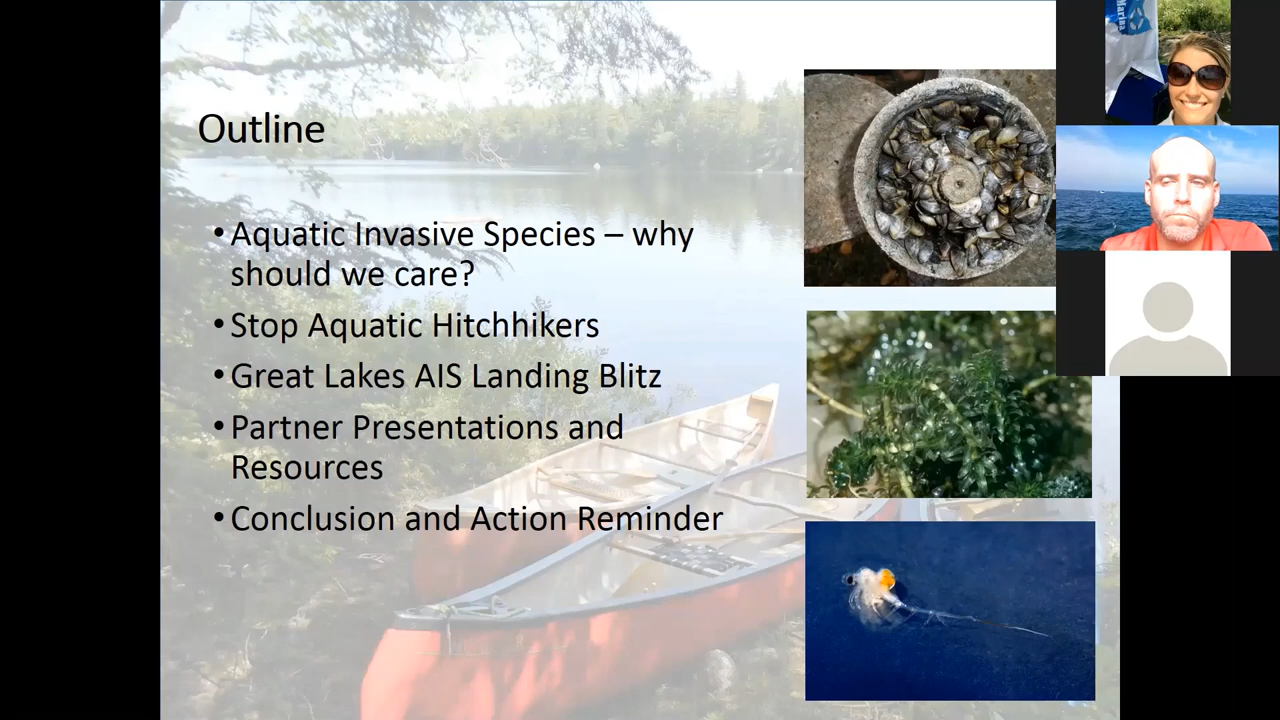 Outline
• Aquatic Invasive Species – why
should we care?
• Stop Aquatic Hitchhikers
• Great Lakes AIS Landing Blitz
• Partner Presentations and
Resources
• Conclusion and Action Reminder
Marina